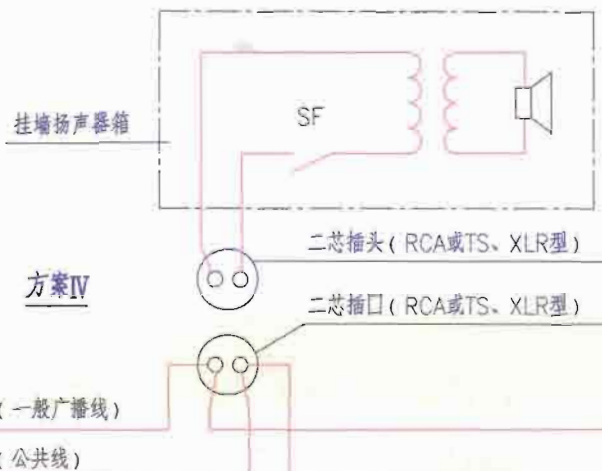 SF
挂墙扬声器箱
二芯插头(RCA或TS、XLR型)
方案Ⅳ
二芯插口(RCA或TS、XLR型)
(一般广播线)
(公共线)